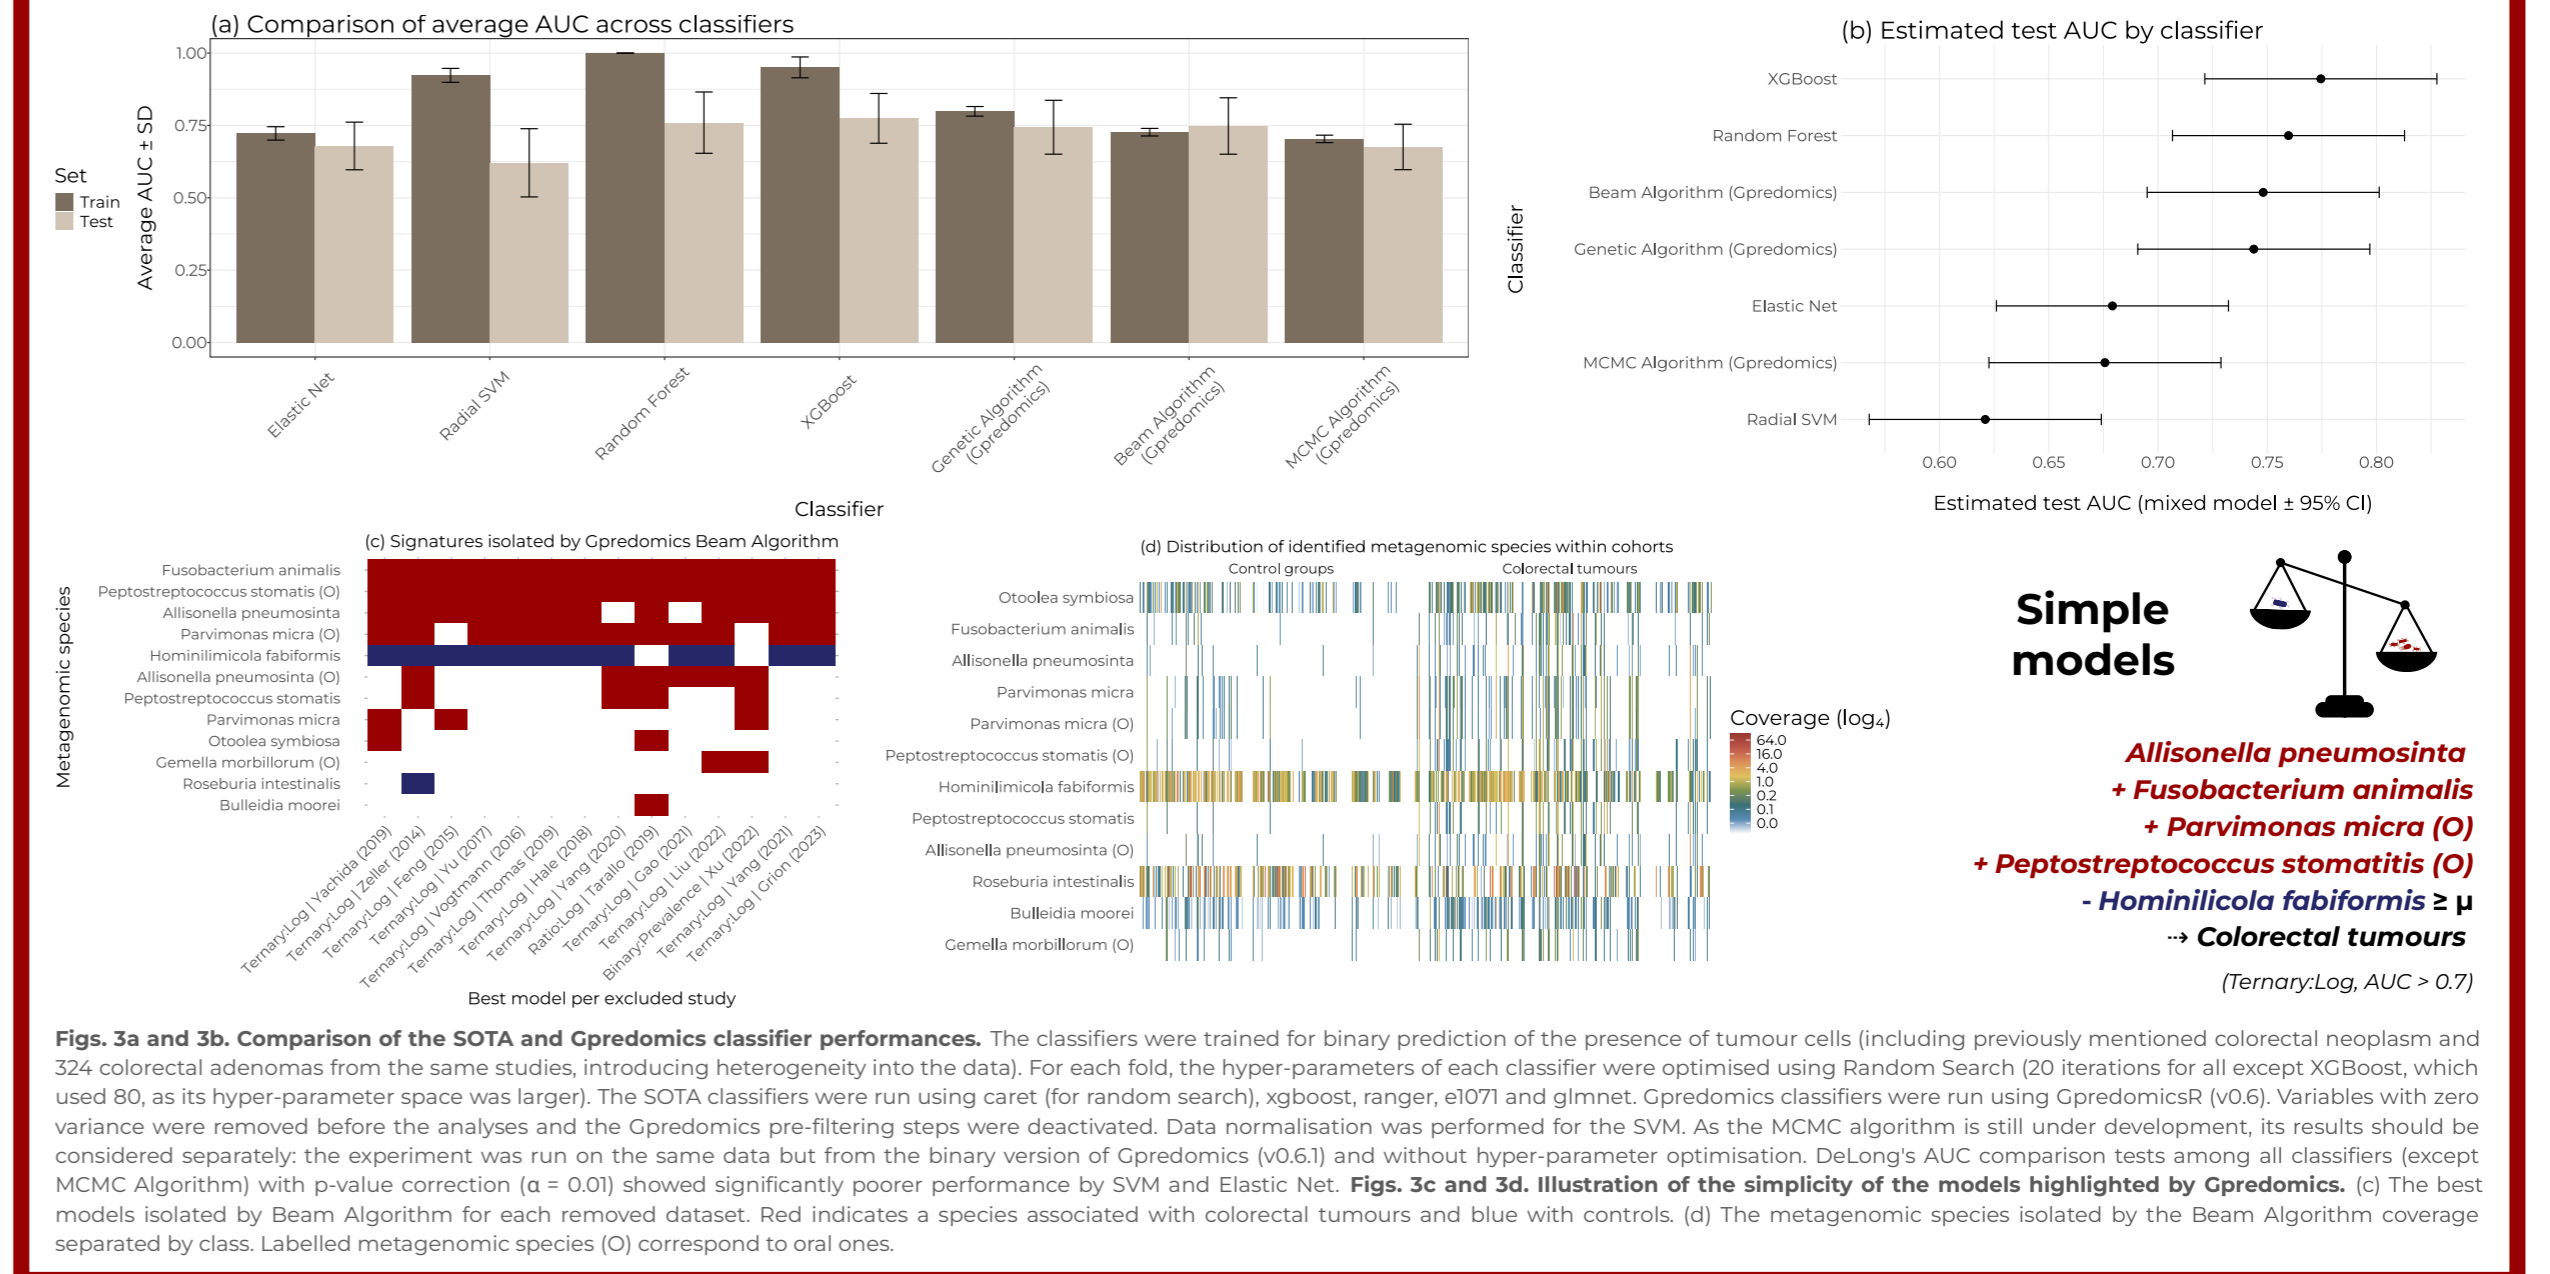 (a) Comparison of average AUC across classifiers
Average AUC ± SD
1.00
0.75
0.50
0.25
0.00
Set
Train
Test
Elastic Net
Radial SVM
Random Forest
XGBoost
Genetic Algorithm
(Gpredomics)
Beam Algorithm
(Gpredomics)
MCMC Algorithm
(Gpredomics)
Classifier
(b) Estimated test AUC by classifier
Classifier
XGBoost
Random Forest
Beam Algorithm (Gpredomics)
Genetic Algorithm (Gpredomics)
Elastic Net
MCMC Algorithm (Gpredomics)
Radial SVM
0.60
0.65
0.70
0.75
0.80
Estimated test AUC (mixed model ± 95% CI)
(c) Signatures isolated by Gpredomics Beam Algorithm
Metagenomic species
Fusobacterium animalis
Peptostreptococcus stomatis (O)
Allisonella pneumosinta
Parvimonas micra (O)
Hominilimicola fabiformis
Allisonella pneumosinta (O)
Peptostreptococcus stomatis
Parvimonas micra
Otoolea symbiosa
Gemella morbillorum (O)
Roseburia intestinalis
Bulleidia moorei
Ternary:Log | Yachida (2019)
Ternary:Log | Zeller (2014)
Ternary:Log | Feng (2015)
Ternary:Log | Yu (2017)
Ternary:Log | Vogtmann (2016)
Ternary:Log | Thomas (2019)
Ternary:Log | Hale (2018)
Ternary:Log | Yang (2020)
Ratio:Log | Tarallo (2019)
Ternary:Log | Gao (2021)
Ternary:Log | Liu (2022)
Binary:Prevalence | Xu (2022)
Ternary:Log | Yang (2021)
Ternary:Log | Grion (2023)
Best model per excluded study
(d) Distribution of identified metagenomic species within cohorts
Control groups
Colorectal tumours
Otoolea symbiosa
Fusobacterium animalis
Allisonella pneumosinta
Parvimonas micra
Parvimonas micra (O)
Peptostreptococcus stomatis (O)
Hominilimicola fabiformis
Peptostreptococcus stomatis
Allisonella pneumosinta (O)
Roseburia intestinalis
Bulleidia moorei
Gemella morbillorum (O)
Coverage (log₄)
64.0
16.0
4.0
1.0
0.2
0.1
0.0
Simple
models
Allisonella pneumosinta
+ Fusobacterium animalis
+ Parvimonas micra (O)
+ Peptostreptococcus stomatitis (O)
- Hominilicola fabiformis ≥ μ
⇢ Colorectal tumours
(Ternary:Log, AUC > 0.7)
Figs. 3a and 3b. Comparison of the SOTA and Gpredomics classifier performances. The classifiers were trained for binary prediction of the presence of tumour cells (including previously mentioned colorectal neoplasm and
324 colorectal adenomas from the same studies, introducing heterogeneity into the data). For each fold, the hyper-parameters of each classifier were optimised using Random Search (20 iterations for all except XGBoost, which
used 80, as its hyper-parameter space was larger). The SOTA classifiers were run using caret (for random search), xgboost, ranger, e1071 and glmnet. Gpredomics classifiers were run using GpredomicsR (v0.6). Variables with zero
variance were removed before the analyses and the Gpredomics pre-filtering steps were deactivated. Data normalisation was performed for the SVM. As the MCMC algorithm is still under development, its results should be
considered separately: the experiment was run on the same data but from the binary version of Gpredomics (v0.6.1) and without hyper-parameter optimisation. DeLong's AUC comparison tests among all classifiers (except
MCMC Algorithm) with p-value correction (α = 0.01) showed significantly poorer performance by SVM and Elastic Net. Figs. 3c and 3d. Illustration of the simplicity of the models highlighted by Gpredomics. (c) The best
models isolated by Beam Algorithm for each removed dataset. Red indicates a species associated with colorectal tumours and blue with controls. (d) The metagenomic species isolated by the Beam Algorithm coverage
separated by class. Labelled metagenomic species (O) correspond to oral ones.